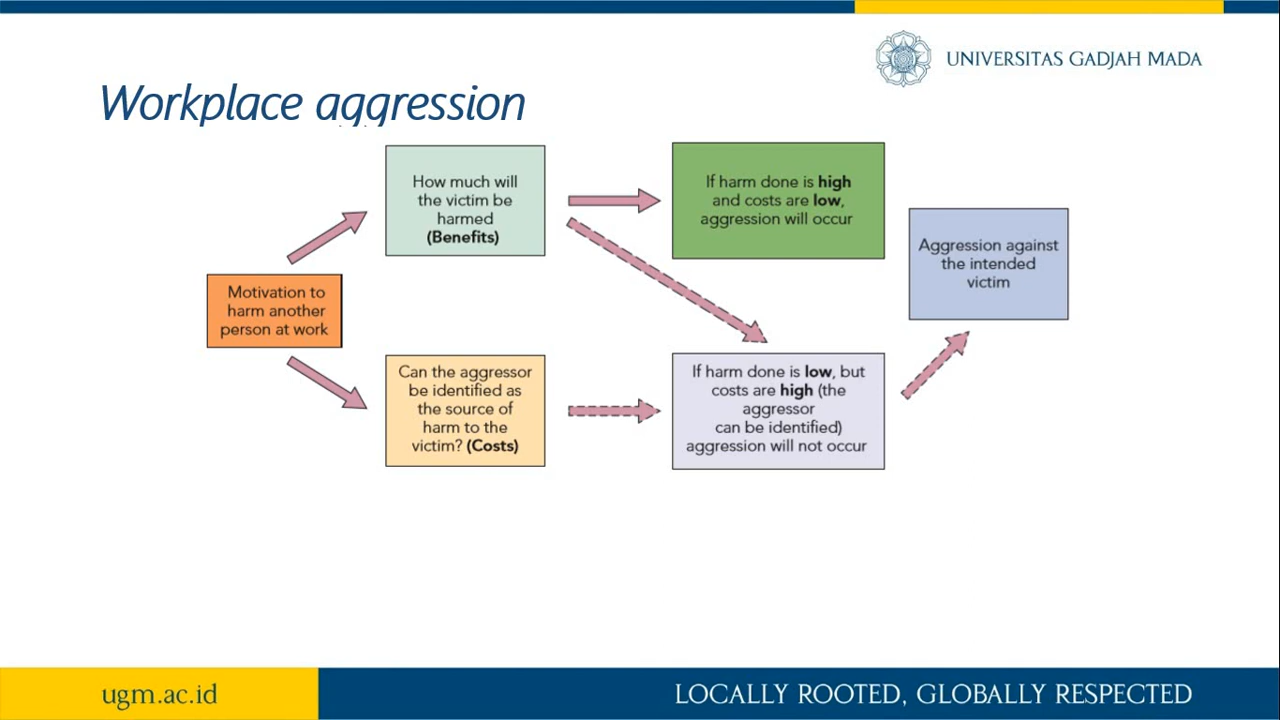 UNIVERSITAS GADJAH MADA
Workplace aggression
How much will
the victim be
harmed
(Benefits)
If harm done is high
and costs are low,
aggression will occur
Aggression against
the intended
victim
Motivation to
harm another
person at work
Can the aggressor
be identified as
the source of
harm to the
victim? (Costs)
If harm done is low, but
costs are high (the
aggressor
can be identified)
aggression will not occur
ugm.ac.id
LOCALLY ROOTED, GLOBALLY RESPECTED